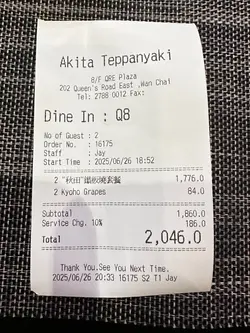 Akita Teppanyaki
8/F QRE Plaza
202 Queen's Road East ,Wan Chai
Tel: 2788 0012 Fax:
Dine In : Q8
No of Guest : 2
Order No. : 16175
Staff : Jay
Start Time : 2025/06/26 18:52
2 "秋田" 1,776.0
2 Kyoho Grapes 84.0
Subtotal 1,860.0
Service Chg. 10% 186.0
Total 2,046.0
Thank You.See You Next Time.
2025/06/26 20:33 16175 S2 T1 Jay